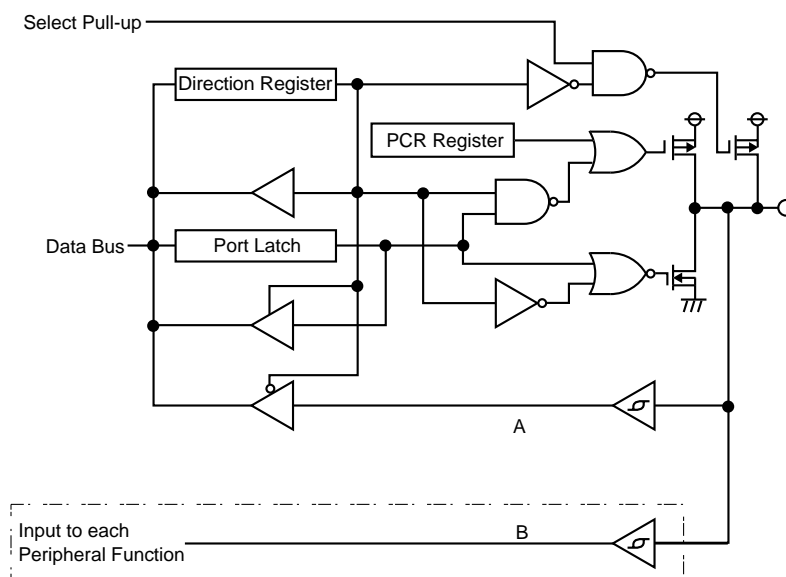 Select Pull-up
Direction Register
PCR Register
Data Bus
Port Latch
A
Input to each
Peripheral Function
B